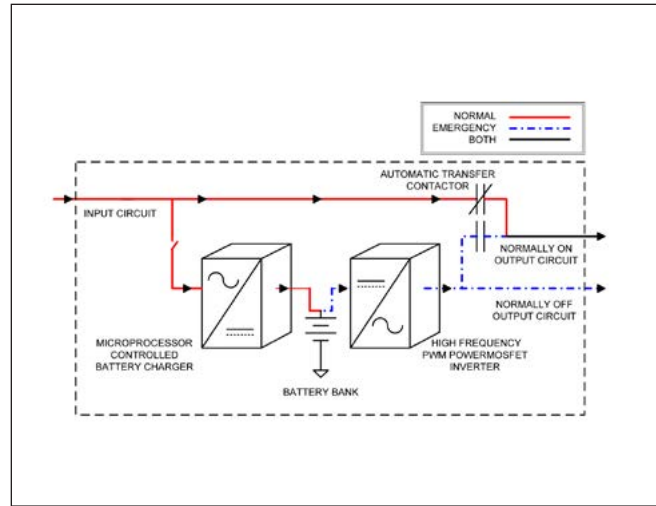 NORMAL
EMERGENCY
BOTH
AUTOMATIC TRANSFER
CONTACTOR
INPUT CIRCUIT
NORMALLY ON
OUTPUT CIRCUIT
NORMALLY OFF
OUTPUT CIRCUIT
MICROPROCESSOR
CONTROLLED
BATTERY CHARGER
HIGH FREQUENCY
PWM POWERMOSFET
INVERTER
BATTERY BANK